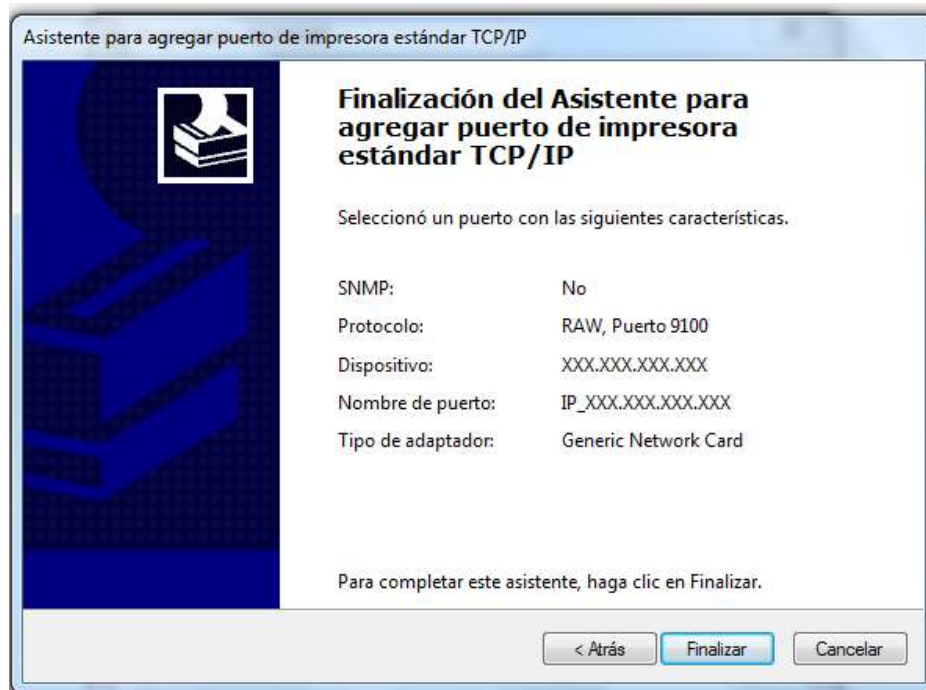 Asistente para agregar puerto de impresora estándar TCP/IP
Finalización del Asistente para
agregar puerto de impresora
estándar TCP/IP
Seleccionó un puerto con las siguientes características.
SNMP: No
Protocolo: RAW, Puerto 9100
Dispositivo: XXX.XXX.XXX.XXX
Nombre de puerto: IP_XXX.XXX.XXX.XXX
Tipo de adaptador: Generic Network Card
Para completar este asistente, haga clic en Finalizar.
< Atrás Finalizar Cancelar